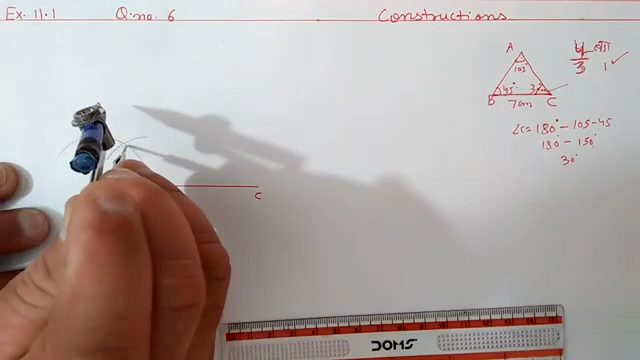 Ex. 11.1 Q.no. 6 Constructions
A
105°
45° 30°
B C
7cm
4
3 1 ✓
∠C = 180° - 105 - 45
180° - 150°
30°
C
DOMS